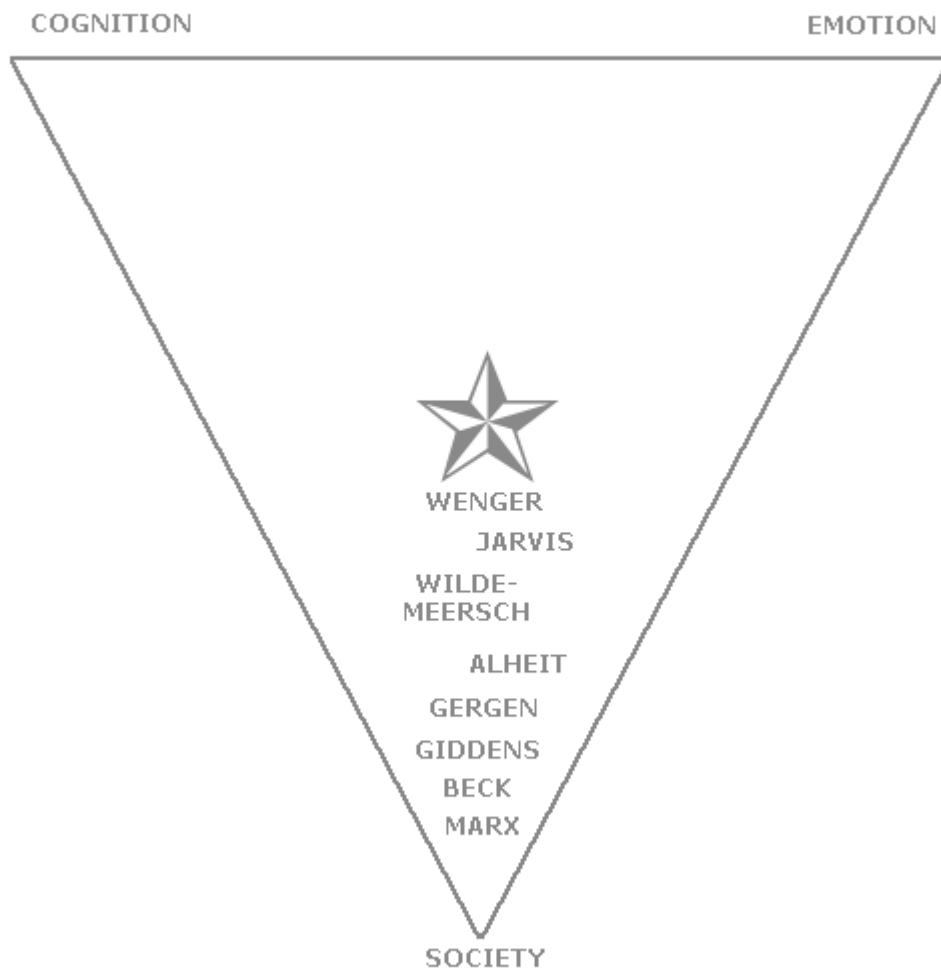 COGNITION
EMOTION
WENGER
JARVIS
WILDE-
MEERSCH
ALHEIT
GERGEN
GIDDENS
BECK
MARX
SOCIETY